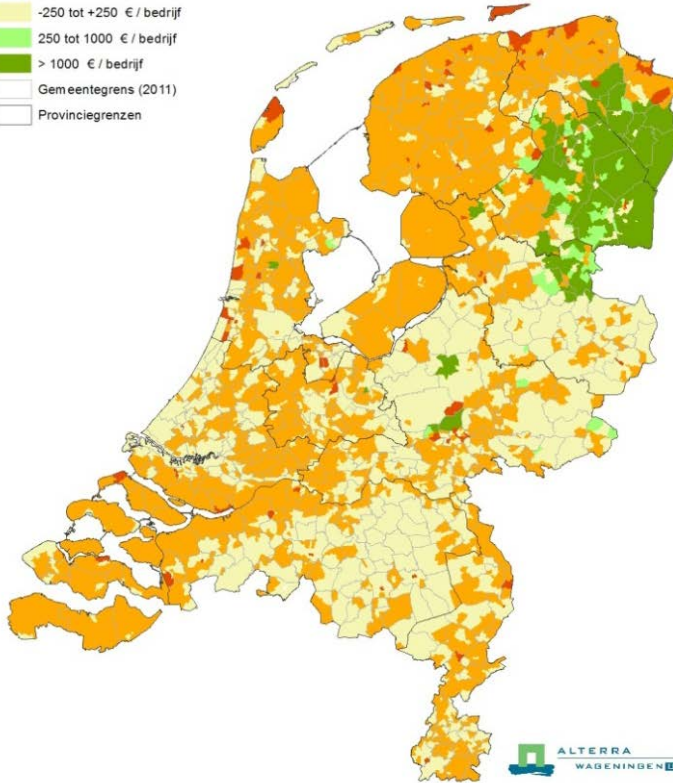 -250 tot +250 € / bedrijf
250 tot 1000 € / bedrijf
> 1000 € / bedrijf
Gemeentegrens (2011)
Provinciegrenzen
ALTERRA
WAGENINGEN